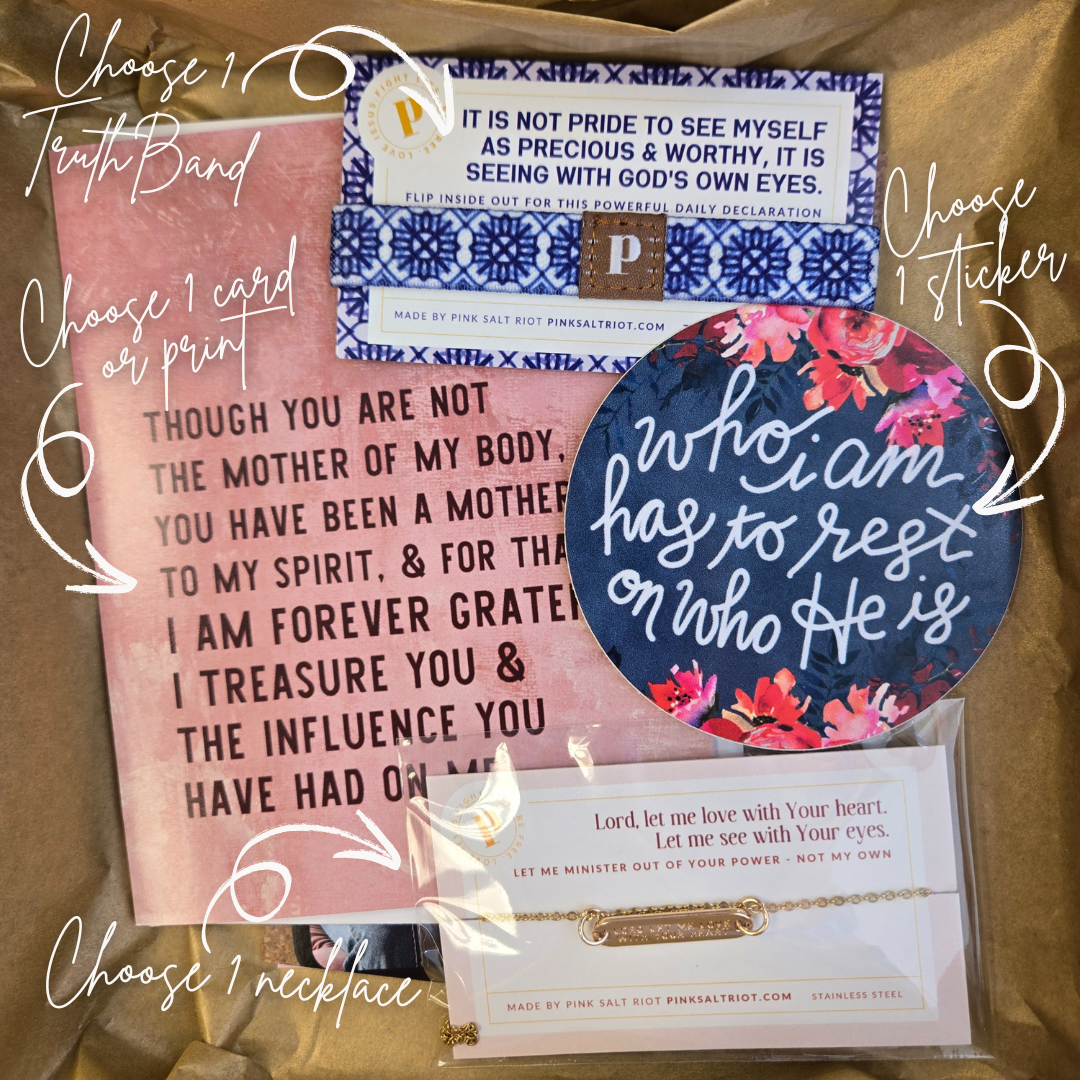 Choose 1
TruthBand
Choose 1 card
or print
Choose
1 sticker
Choose 1 necklace
P
IT IS NOT PRIDE TO SEE MYSELF
AS PRECIOUS & WORTHY, IT IS
SEEING WITH GOD'S OWN EYES.
FLIP INSIDE OUT FOR THIS POWERFUL DAILY DECLARATION
P
MADE BY PINK SALT RIOT PINKSALTRIOT.COM
THOUGH YOU ARE NOT
THE MOTHER OF MY BODY,
YOU HAVE BEEN A MOTHER
TO MY SPIRIT, & FOR THA
I AM FOREVER GRATE
I TREASURE YOU &
THE INFLUENCE YOU
HAVE HAD ON ME
who i am
has to rest
on who He is
P
Lord, let me love with Your heart.
Let me see with Your eyes.
LET ME MINISTER OUT OF YOUR POWER - NOT MY OWN
MADE BY PINK SALT RIOT PINKSALTRIOT.COM STAINLESS STEEL